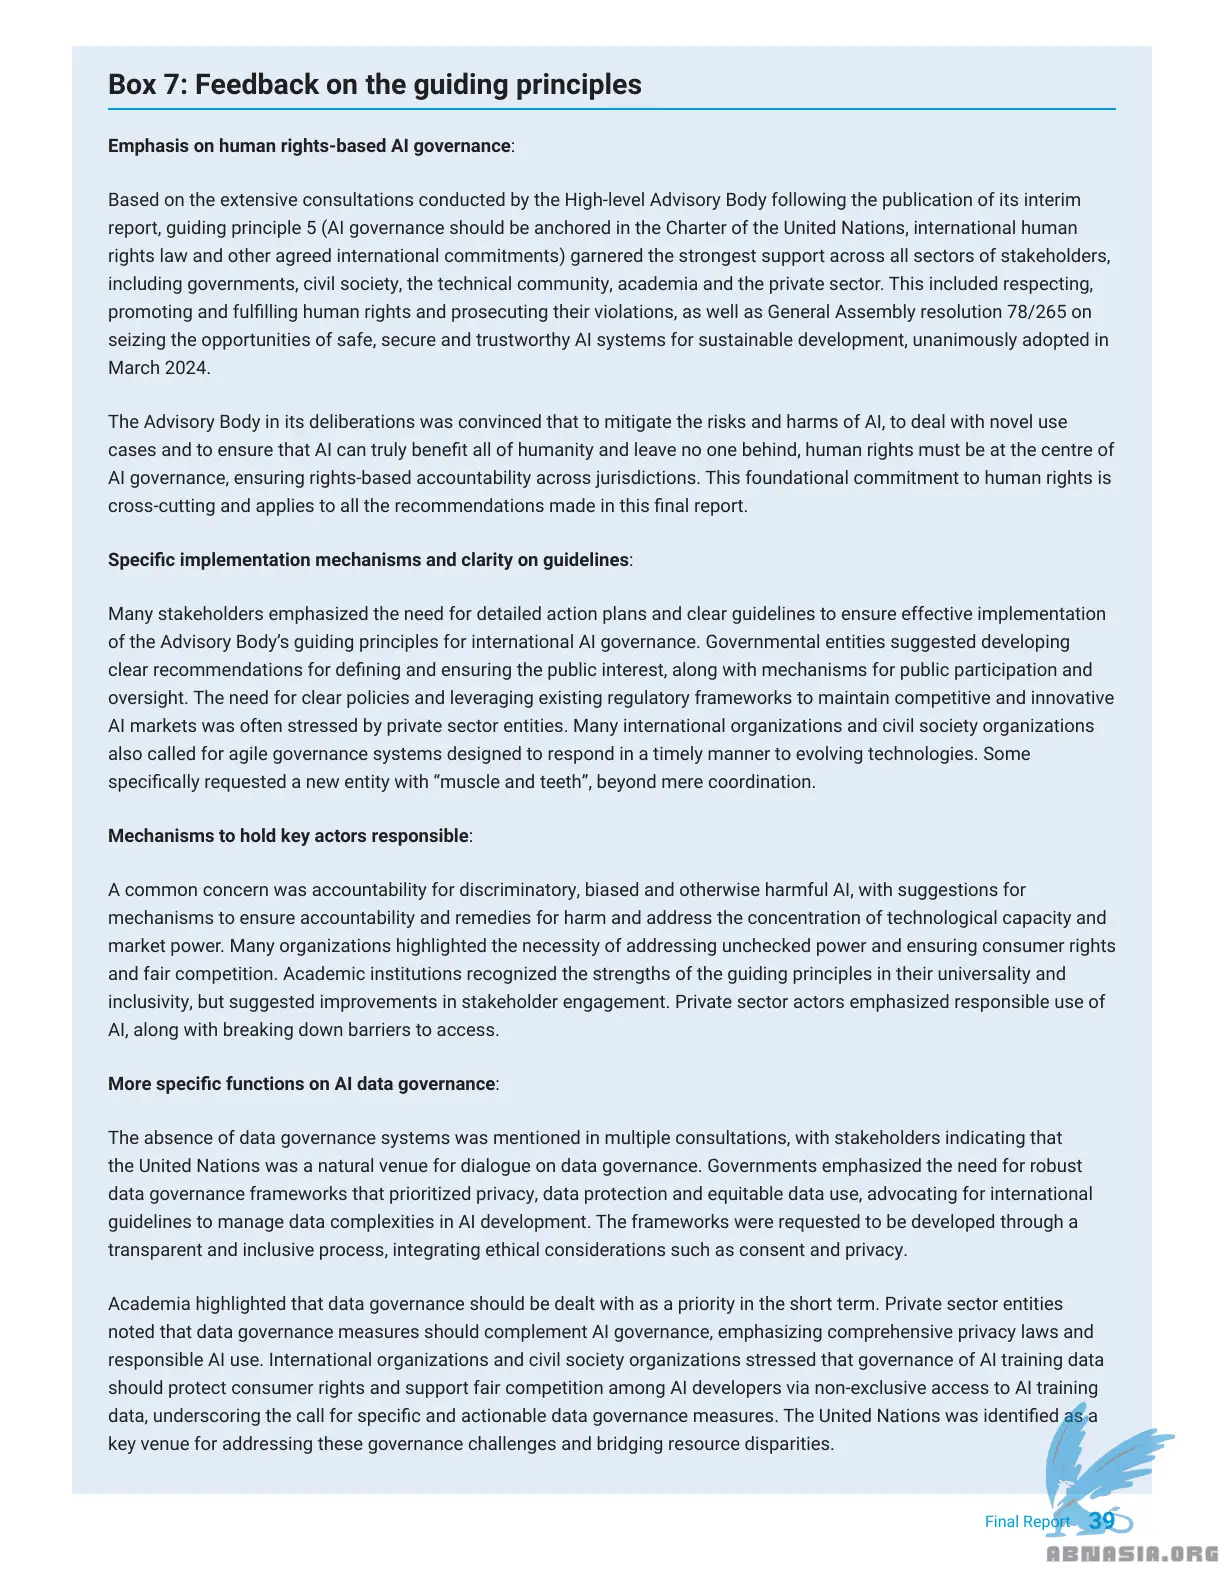 Box 7: Feedback on the guiding principles
Emphasis on human rights-based AI governance:
Based on the extensive consultations conducted by the High-level Advisory Body following the publication of its interim
report, guiding principle 5 (AI governance should be anchored in the Charter of the United Nations, international human
rights law and other agreed international commitments) garnered the strongest support across all sectors of stakeholders,
including governments, civil society, the technical community, academia and the private sector. This included respecting,
promoting and fulfilling human rights and prosecuting their violations, as well as General Assembly resolution 78/265 on
seizing the opportunities of safe, secure and trustworthy AI systems for sustainable development, unanimously adopted in
March 2024.
The Advisory Body in its deliberations was convinced that to mitigate the risks and harms of AI, to deal with novel use
cases and to ensure that AI can truly benefit all of humanity and leave no one behind, human rights must be at the centre of
AI governance, ensuring rights-based accountability across jurisdictions. This foundational commitment to human rights is
cross-cutting and applies to all the recommendations made in this final report.
Specific implementation mechanisms and clarity on guidelines:
Many stakeholders emphasized the need for detailed action plans and clear guidelines to ensure effective implementation
of the Advisory Body’s guiding principles for international AI governance. Governmental entities suggested developing
clear recommendations for defining and ensuring the public interest, along with mechanisms for public participation and
oversight. The need for clear policies and leveraging existing regulatory frameworks to maintain competitive and innovative
AI markets was often stressed by private sector entities. Many international organizations and civil society organizations
also called for agile governance systems designed to respond in a timely manner to evolving technologies. Some
specifically requested a new entity with “muscle and teeth”, beyond mere coordination.
Mechanisms to hold key actors responsible:
A common concern was accountability for discriminatory, biased and otherwise harmful AI, with suggestions for
mechanisms to ensure accountability and remedies for harm and address the concentration of technological capacity and
market power. Many organizations highlighted the necessity of addressing unchecked power and ensuring consumer rights
and fair competition. Academic institutions recognized the strengths of the guiding principles in their universality and
inclusivity, but suggested improvements in stakeholder engagement. Private sector actors emphasized responsible use of
AI, along with breaking down barriers to access.
More specific functions on AI data governance:
The absence of data governance systems was mentioned in multiple consultations, with stakeholders indicating that
the United Nations was a natural venue for dialogue on data governance. Governments emphasized the need for robust
data governance frameworks that prioritized privacy, data protection and equitable data use, advocating for international
guidelines to manage data complexities in AI development. The frameworks were requested to be developed through a
transparent and inclusive process, integrating ethical considerations such as consent and privacy.
Academia highlighted that data governance should be dealt with as a priority in the short term. Private sector entities
noted that data governance measures should complement AI governance, emphasizing comprehensive privacy laws and
responsible AI use. International organizations and civil society organizations stressed that governance of AI training data
should protect consumer rights and support fair competition among AI developers via non-exclusive access to AI training
data, underscoring the call for specific and actionable data governance measures. The United Nations was identified as a
key venue for addressing these governance challenges and bridging resource disparities.
Final Report 39
ABNASIA.ORG